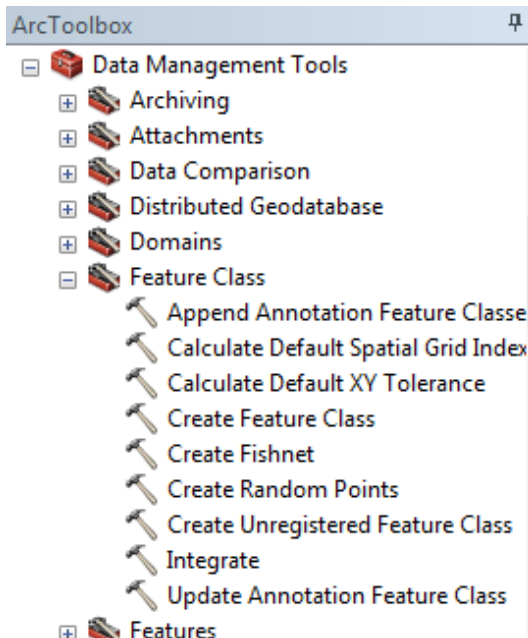 ArcToolbox
Data Management Tools
Archiving
Attachments
Data Comparison
Distributed Geodatabase
Domains
Feature Class
Append Annotation Feature Classe
Calculate Default Spatial Grid Index
Calculate Default XY Tolerance
Create Feature Class
Create Fishnet
Create Random Points
Create Unregistered Feature Class
Integrate
Update Annotation Feature Class
Features